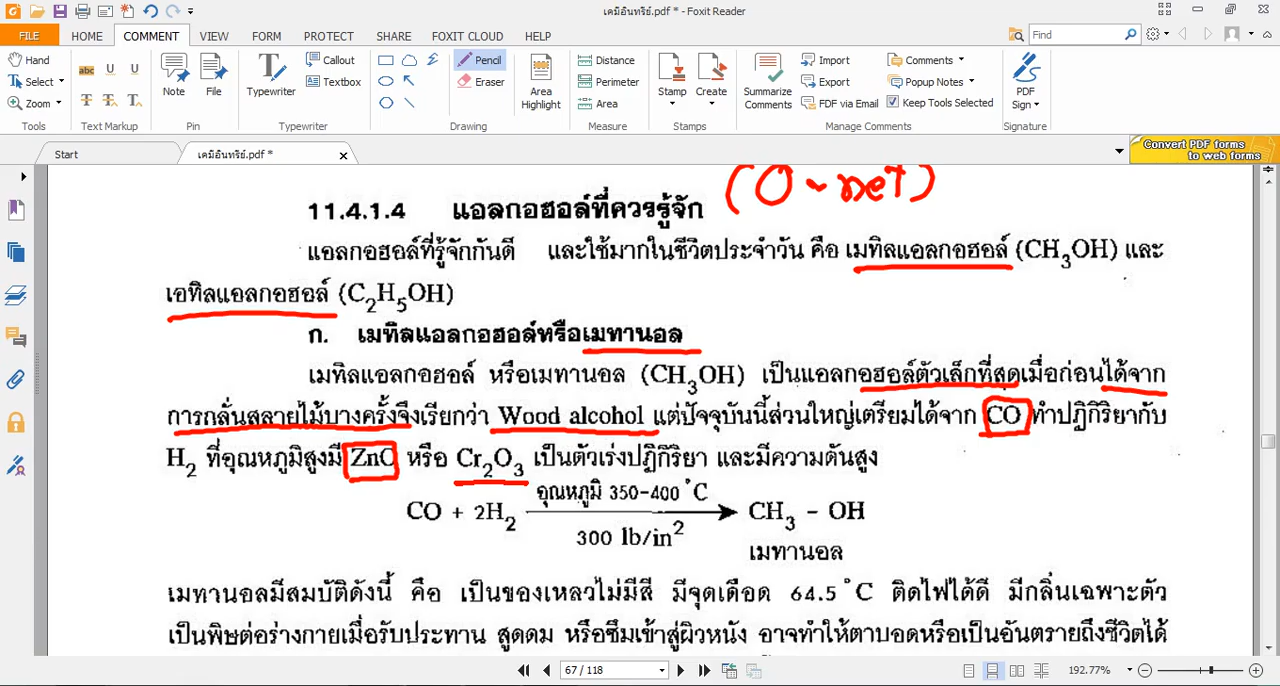 เคมีอินทรีย์.pdf * - Foxit Reader
FILE HOME COMMENT VIEW FORM PROTECT SHARE FOXIT CLOUD HELP
Find
Hand
Select
Zoom
Tools
Text Markup
Note
File
Pin
Typewriter
Callout
Textbox
Typewriter
Pencil
Eraser
Drawing
Area Highlight
Distance
Perimeter
Area
Measure
Stamp
Create
Stamps
Summarize Comments
Import
Export
FDF via Email
Comments
Popup Notes
Keep Tools Selected
Manage Comments
PDF Sign
Signature
Start
เคมีอินทรีย์.pdf *
Convert PDF forms
to web forms
(O-net)
11.4.1.4 แอลกอฮอล์ที่ควรรู้จัก
แอลกอฮอล์ที่รู้จักกันดี และใช้มากในชีวิตประจำวัน คือ เมทิลแอลกอฮอล์ (CH₃OH) และ
เอทิลแอลกอฮอล์ (C₂H₅OH)
ก. เมทิลแอลกอฮอล์หรือเมทานอล
เมทิลแอลกอฮอล์ หรือเมทานอล (CH₃OH) เป็นแอลกอฮอล์ตัวเล็กที่สุดเมื่อก่อนได้จาก
การกลั่นสลายไม้บางครั้งจึงเรียกว่า Wood alcohol แต่ปัจจุบันนี้ส่วนใหญ่เตรียมได้จาก CO ทำปฏิกิริยากับ
H₂ ที่อุณหภูมิสูงมี ZnO หรือ Cr₂O₃ เป็นตัวเร่งปฏิกิริยา และมีความดันสูง
อุณหภูมิ 350-400°C
CO + 2H₂ → CH₃ - OH
300 lb/in²
เมทานอล
เมทานอลมีสมบัติดังนี้ คือ เป็นของเหลวไม่มีสี มีจุดเดือด 64.5°C ติดไฟได้ดี มีกลิ่นเฉพาะตัว
เป็นพิษต่อร่างกายเมื่อรับประทาน สูดดม หรือซึมเข้าสู่ผิวหนัง อาจทำให้ตาบอดหรือเป็นอันตรายถึงชีวิตได้
67 / 118
192.77%